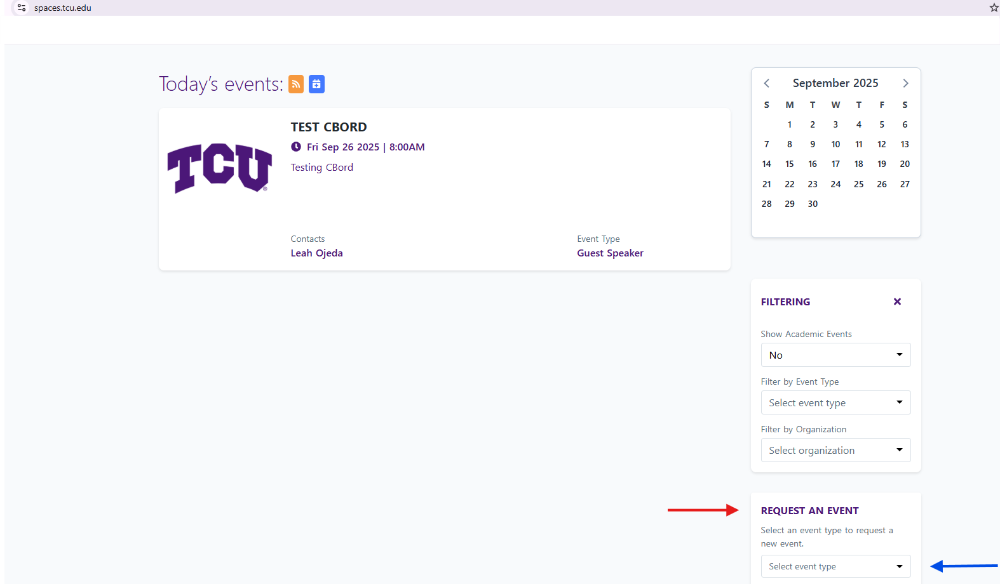 spaces.tcu.edu
Today's events:
TEST CBORD
Fri Sep 26 2025 | 8:00AM
Testing CBord
TCU®
Contacts
Leah Ojeda
Event Type
Guest Speaker
September 2025
S M T W T F S
1 2 3 4 5 6
7 8 9 10 11 12 13
14 15 16 17 18 19 20
21 22 23 24 25 26 27
28 29 30
FILTERING
Show Academic Events
No
Filter by Event Type
Select event type
Filter by Organization
Select organization
REQUEST AN EVENT
Select an event type to request a
new event.
Select event type